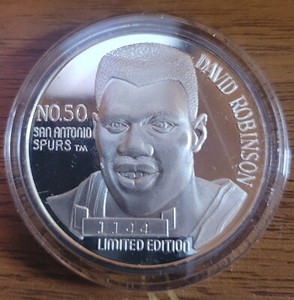 DAVID ROBINSON
NO.50
SAN ANTONIO
SPURS TM
1144
LIMITED EDITION